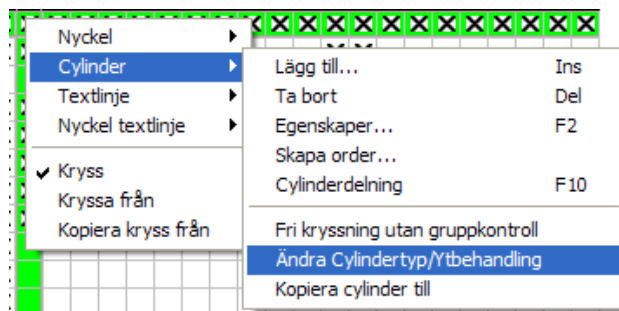 Nyckel
Cylinder
Textlinje
Nyckel textlinje
Kryss
Kryssa från
Kopiera kryss från
Lägg till... Ins
Ta bort Del
Egenskaper... F2
Skapa order...
Cylinderdelning F10
Fri kryssning utan gruppkontroll
Ändra Cylindertyp/Ytbehandling
Kopiera cylinder till